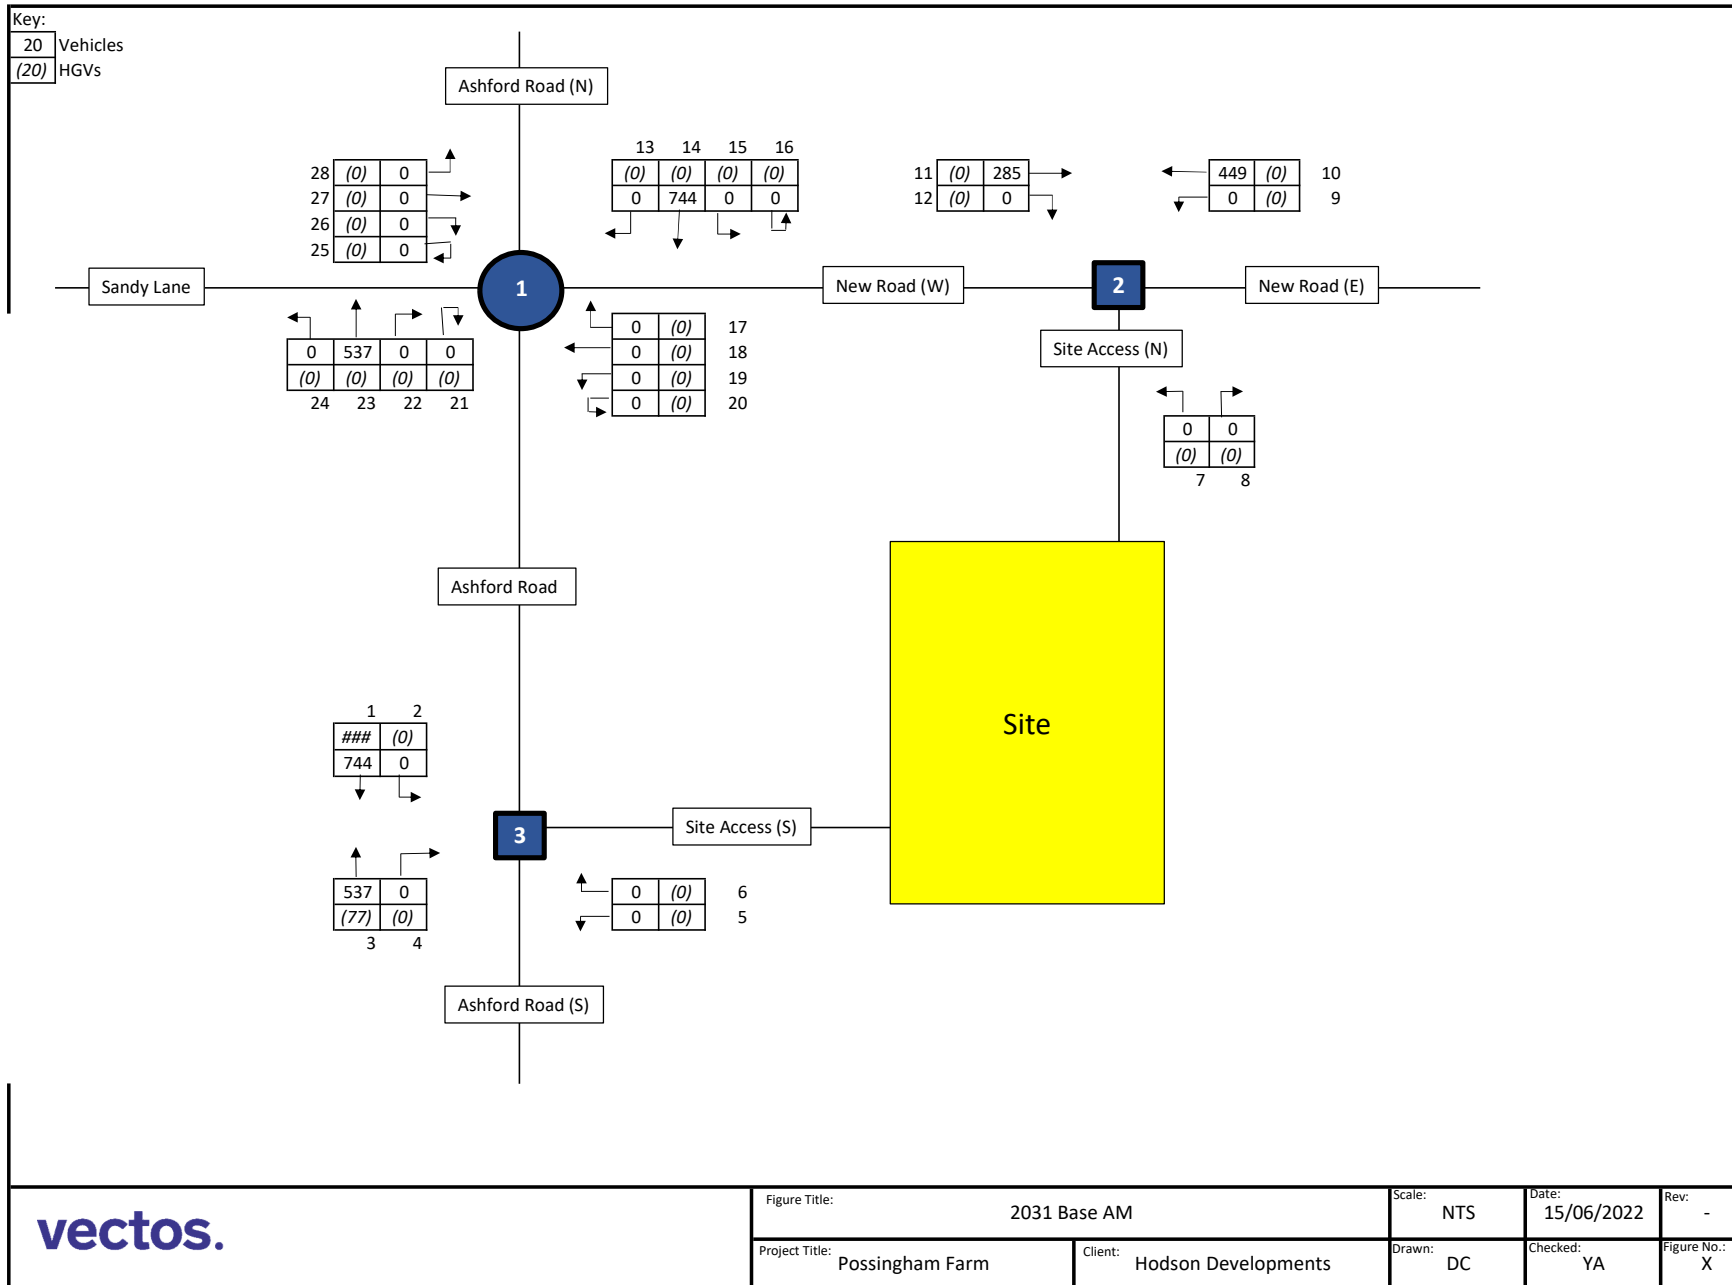 Key:
20 Vehicles
(20) HGVs
Ashford Road (N)
13 14 15 16
(0) (0) (0) (0)
0 744 0 0
28 (0) 0
27 (0) 0
26 (0) 0
25 (0) 0
11 (0) 285
12 (0) 0
449 (0) 10
0 (0) 9
Sandy Lane
1
New Road (W)
2
New Road (E)
0 537 0 0
(0) (0) (0) (0)
24 23 22 21
0 (0) 17
0 (0) 18
0 (0) 19
0 (0) 20
Site Access (N)
0 0
(0) (0)
7 8
Ashford Road
Site
1 2
### (0)
744 0
3
Site Access (S)
537 0
(77) (0)
3 4
0 (0) 6
0 (0) 5
Ashford Road (S)
vectos.
Figure Title: 2031 Base AM
Scale: NTS
Date: 15/06/2022
Rev: -
Project Title: Possingham Farm
Client: Hodson Developments
Drawn: DC
Checked: YA
Figure No.: X